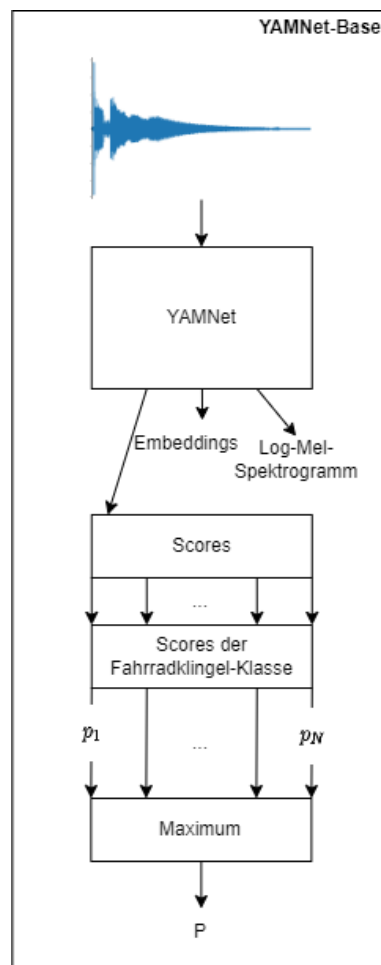 YAMNet-Base
YAMNet
Embeddings
Log-Mel-
Spektrogramm
Scores
...
Scores der
Fahrradklingel-Klasse
p1
...
pN
Maximum
P